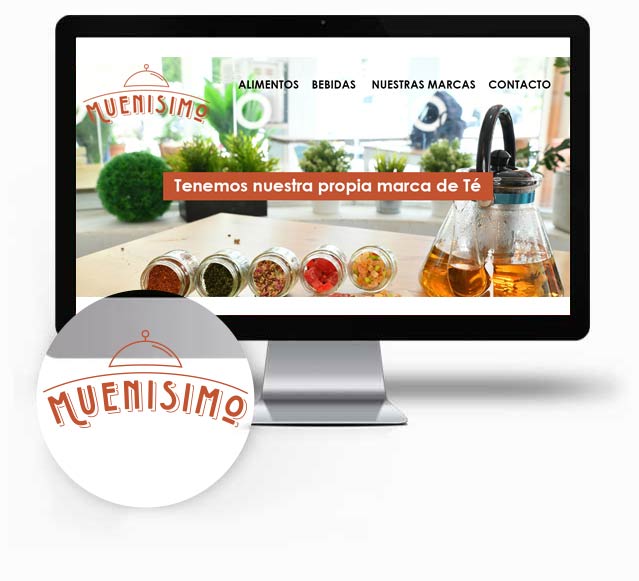 MUENISIMO
ALIMENTOS BEBIDAS NUESTRAS MARCAS CONTACTO
Tenemos nuestra propia marca de Té
MUENISIMO